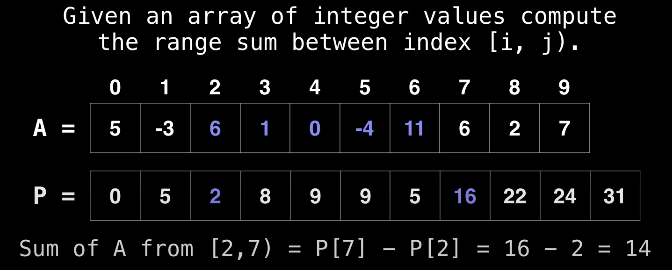 Given an array of integer values compute
the range sum between index [i, j).
0 1 2 3 4 5 6 7 8 9
A = 5 -3 6 1 0 -4 11 6 2 7
P = 0 5 2 8 9 9 5 16 22 24 31
Sum of A from [2,7) = P[7] - P[2] = 16 - 2 = 14